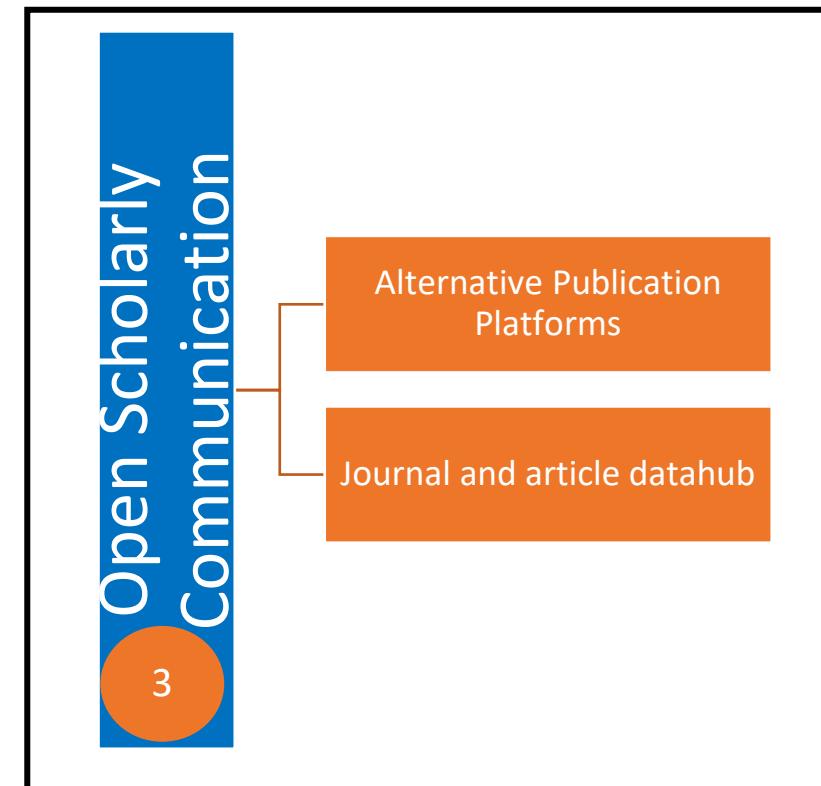 Open Scholarly
Communication
3
Alternative Publication
Platforms
Journal and article datahub